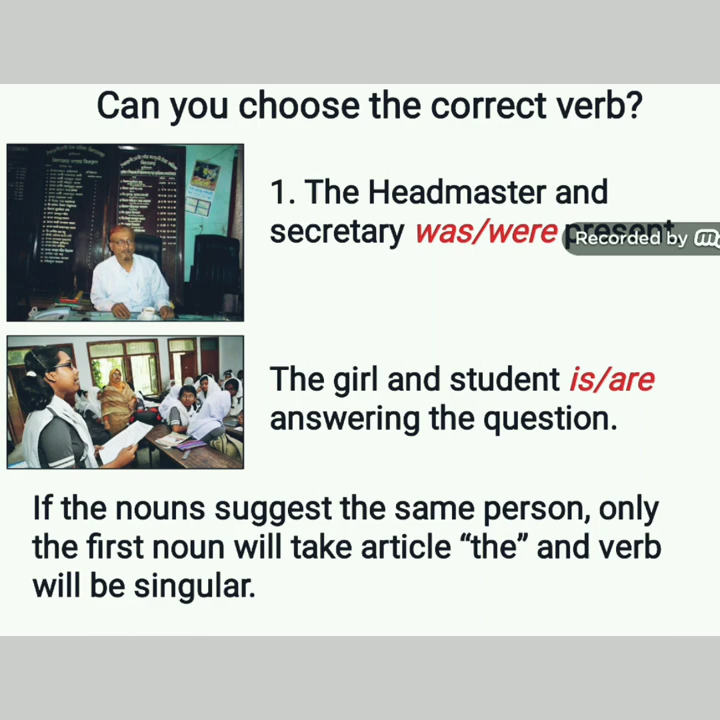 Can you choose the correct verb?
1. The Headmaster and
secretary was/were present
Recorded by
The girl and student is/are
answering the question.
If the nouns suggest the same person, only
the first noun will take article “the” and verb
will be singular.